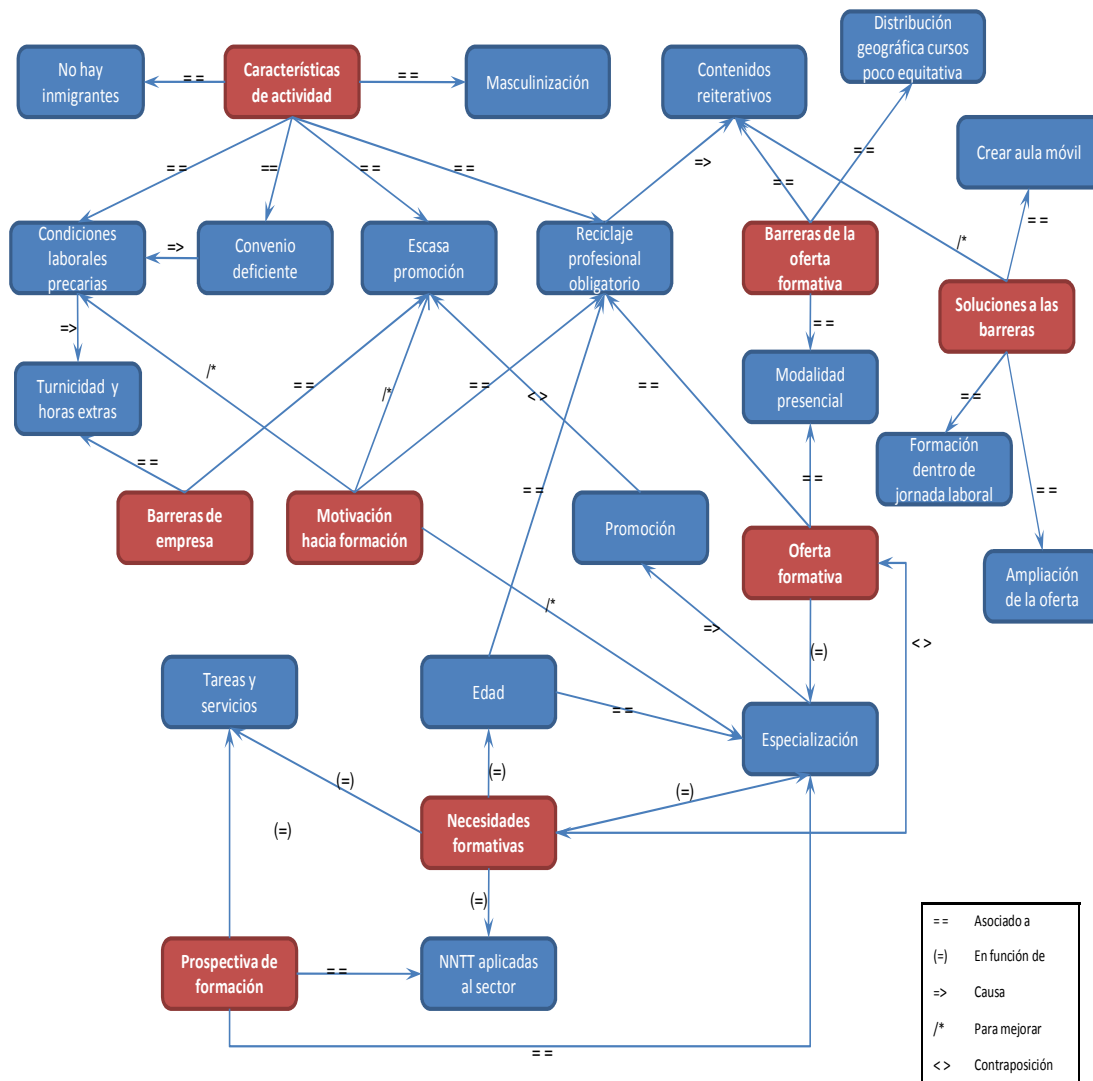 Distribución
geográfica cursos
poco equitativa
No hay
inmigrantes
==
Características
de actividad
==
Masculinización
Contenidos
reiterativos
Crear aula móvil
==
==
==
==
=>
==
==
==
Condiciones
laborales
precarias
=>
Convenio
deficiente
Escasa
promoción
Reciclaje
profesional
obligatorio
Barreras de la
oferta
formativa
/*
Soluciones a las
barreras
=>
/*
==
/*
==
<>
==
==
Turnicidad y
horas extras
Modalidad
presencial
==
==
Formación
dentro de
jornada laboral
==
==
==
Barreras de
empresa
Motivación
hacia formación
Promoción
Oferta
formativa
Ampliación
de la oferta
/*
=>
(=)
<>
Tareas y
servicios
Edad
==
Especialización
(=)
(=)
(=)
(=)
Necesidades
formativas
(=)
Prospectiva de
formación
==
NNTT aplicadas
al sector
==
== Asociado a
(=) En función de
=> Causa
/* Para mejorar
<> Contraposición